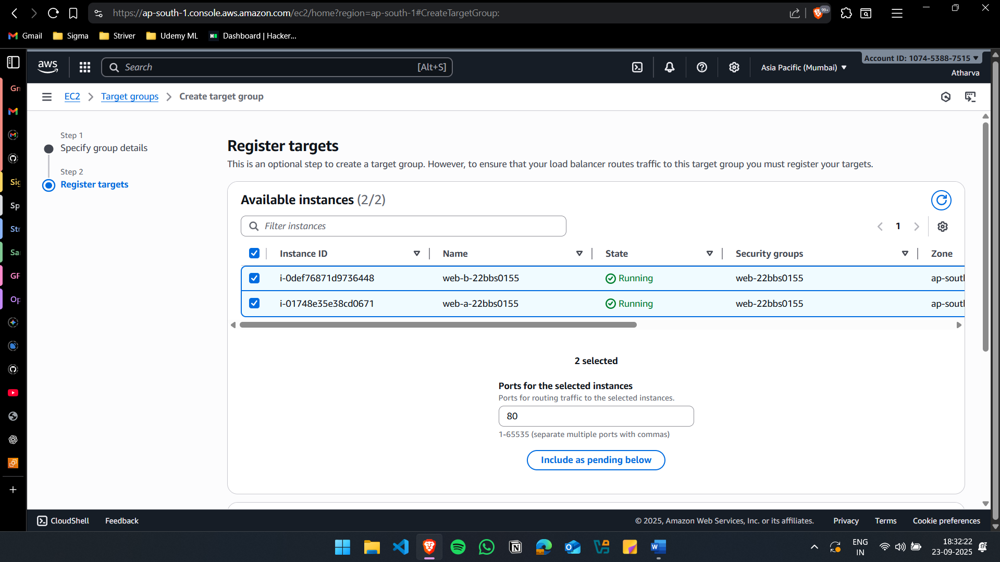 https://ap-south-1.console.aws.amazon.com/ec2/home?region=ap-south-1#CreateTargetGroup:
99+
Gmail
Sigma
Striver
Udemy ML
Dashboard | Hacker...
aws
Search
[Alt+S]
Asia Pacific (Mumbai)
Account ID: 1074-5388-7515
Atharva
Gm
Sig
Sp
Str
Sa
GF
Op
EC2
Target groups
Create target group
Step 1
Specify group details
Step 2
Register targets
Register targets
This is an optional step to create a target group. However, to ensure that your load balancer routes traffic to this target group you must register your targets.
Available instances (2/2)
Filter instances
1
Instance ID Name State Security groups Zone
i-0def76871d9736448 web-b-22bbs0155 Running web-22bbs0155 ap-sout
i-01748e35e38cd0671 web-a-22bbs0155 Running web-22bbs0155 ap-sout
2 selected
Ports for the selected instances
Ports for routing traffic to the selected instances.
80
1-65535 (separate multiple ports with commas)
Include as pending below
CloudShell
Feedback
© 2025, Amazon Web Services, Inc. or its affiliates.
Privacy
Terms
Cookie preferences
ENG
IN
18:32:22
23-09-2025